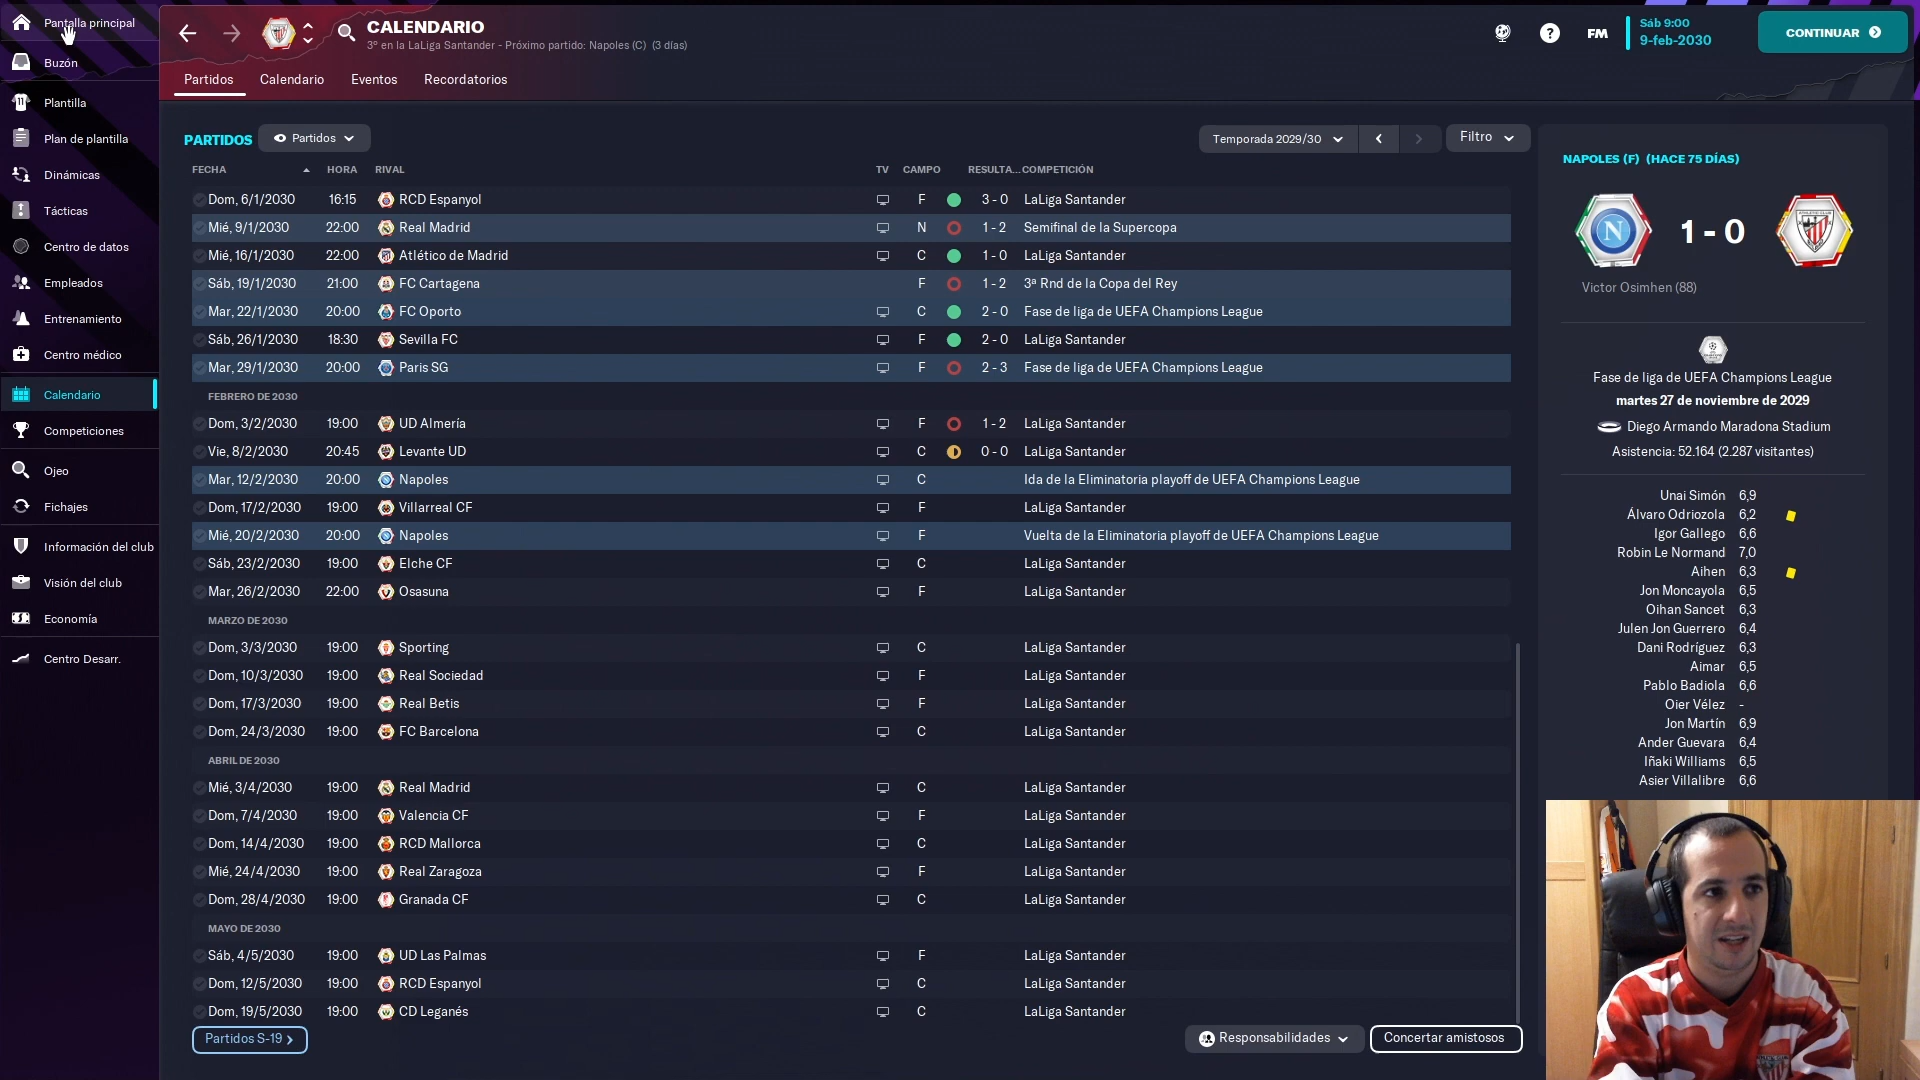 Pantalla principal
Buzón
Plantilla
Plan de plantilla
Dinámicas
Tácticas
Centro de datos
Empleados
Entrenamiento
Centro médico
Calendario
Competiciones
Ojeo
Fichajes
Información del club
Visión del club
Economía
Centro Desarr.
CALENDARIO
3º en la LaLiga Santander - Próximo partido: Napoles (C) (3 días)
FM
Sáb 9:00
9-feb-2030
CONTINUAR
Partidos Calendario Eventos Recordatorios
PARTIDOS Partidos Temporada 2029/30 Filtro
FECHA HORA RIVAL TV CAMPO RESULTA... COMPETICIÓN
Dom, 6/1/2030 16:15 RCD Espanyol F 3 - 0 LaLiga Santander
Mié, 9/1/2030 22:00 Real Madrid N 1 - 2 Semifinal de la Supercopa
Mié, 16/1/2030 22:00 Atlético de Madrid C 1 - 0 LaLiga Santander
Sáb, 19/1/2030 21:00 FC Cartagena F 1 - 2 3ª Rnd de la Copa del Rey
Mar, 22/1/2030 20:00 FC Oporto C 2 - 0 Fase de liga de UEFA Champions League
Sáb, 26/1/2030 18:30 Sevilla FC F 2 - 0 LaLiga Santander
Mar, 29/1/2030 20:00 Paris SG F 2 - 3 Fase de liga de UEFA Champions League
FEBRERO DE 2030
Dom, 3/2/2030 19:00 UD Almería F 1 - 2 LaLiga Santander
Vie, 8/2/2030 20:45 Levante UD C 0 - 0 LaLiga Santander
Mar, 12/2/2030 20:00 Napoles C Ida de la Eliminatoria playoff de UEFA Champions League
Dom, 17/2/2030 19:00 Villarreal CF F LaLiga Santander
Mié, 20/2/2030 20:00 Napoles F Vuelta de la Eliminatoria playoff de UEFA Champions League
Sáb, 23/2/2030 19:00 Elche CF C LaLiga Santander
Mar, 26/2/2030 22:00 Osasuna F LaLiga Santander
MARZO DE 2030
Dom, 3/3/2030 19:00 Sporting C LaLiga Santander
Dom, 10/3/2030 19:00 Real Sociedad F LaLiga Santander
Dom, 17/3/2030 19:00 Real Betis F LaLiga Santander
Dom, 24/3/2030 19:00 FC Barcelona C LaLiga Santander
ABRIL DE 2030
Mié, 3/4/2030 19:00 Real Madrid C LaLiga Santander
Dom, 7/4/2030 19:00 Valencia CF F LaLiga Santander
Dom, 14/4/2030 19:00 RCD Mallorca C LaLiga Santander
Mié, 24/4/2030 19:00 Real Zaragoza F LaLiga Santander
Dom, 28/4/2030 19:00 Granada CF C LaLiga Santander
MAYO DE 2030
Sáb, 4/5/2030 19:00 UD Las Palmas F LaLiga Santander
Dom, 12/5/2030 19:00 RCD Espanyol C LaLiga Santander
Dom, 19/5/2030 19:00 CD Leganés C LaLiga Santander
Partidos S-19 Responsabilidades Concertar amistosos
NAPOLES (F) (HACE 75 DÍAS)
N 1 - 0
Victor Osimhen (88)
Fase de liga de UEFA Champions League
martes 27 de noviembre de 2029
Diego Armando Maradona Stadium
Asistencia: 52.164 (2.287 visitantes)
Unai Simón 6,9
Álvaro Odriozola 6,2
Igor Gallego 6,6
Robin Le Normand 7,0
Aihen 6,3
Jon Moncayola 6,5
Oihan Sancet 6,3
Julen Jon Guerrero 6,4
Dani Rodríguez 6,3
Aimar 6,5
Pablo Badiola 6,6
Oier Vélez -
Jon Martín 6,9
Ander Guevara 6,4
Iñaki Williams 6,5
Asier Villalibre 6,6